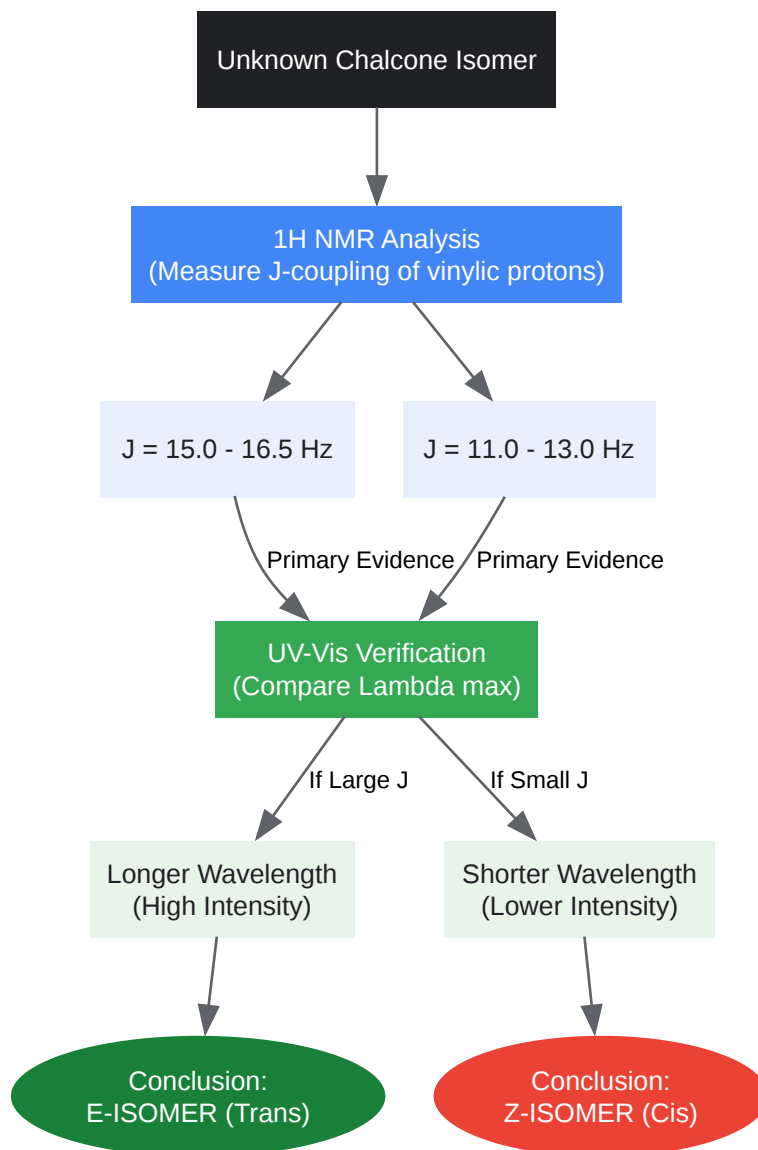 Unknown Chalcone Isomer
1H NMR Analysis
(Measure J-coupling of vinylic protons)
J = 15.0 - 16.5 Hz
J = 11.0 - 13.0 Hz
Primary Evidence
Primary Evidence
UV-Vis Verification
(Compare Lambda max)
If Large J
If Small J
Longer Wavelength
(High Intensity)
Shorter Wavelength
(Lower Intensity)
Conclusion:
E-ISOMER (Trans)
Conclusion:
Z-ISOMER (Cis)